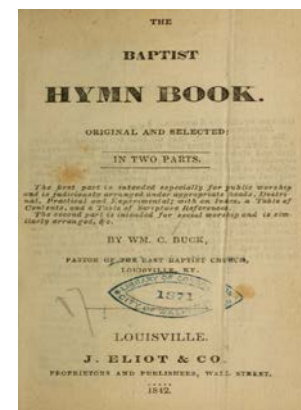 THE
BAPTIST
HYMN BOOK.
ORIGINAL AND SELECTED:
IN TWO PARTS.
The first part is intended especially for public worship
and is judiciously arranged under appropriate heads, Doctri-
nal, Practical and Experimental; with an Index, a Table of
Contents, and a Table of Scripture References.
The second part is intended for social worship and is sim-
ilarly arranged, &c.
BY WM. C. BUCK,
PASTOR OF THE EAST BAPTIST CHURCH,
LOUISVILLE, KY.
LIBRARY OF
1871
CITY OF
LOUISVILLE.
J. ELIOT & CO.
PROPRIETORS AND PUBLISHERS, WALL STREET.
1842.